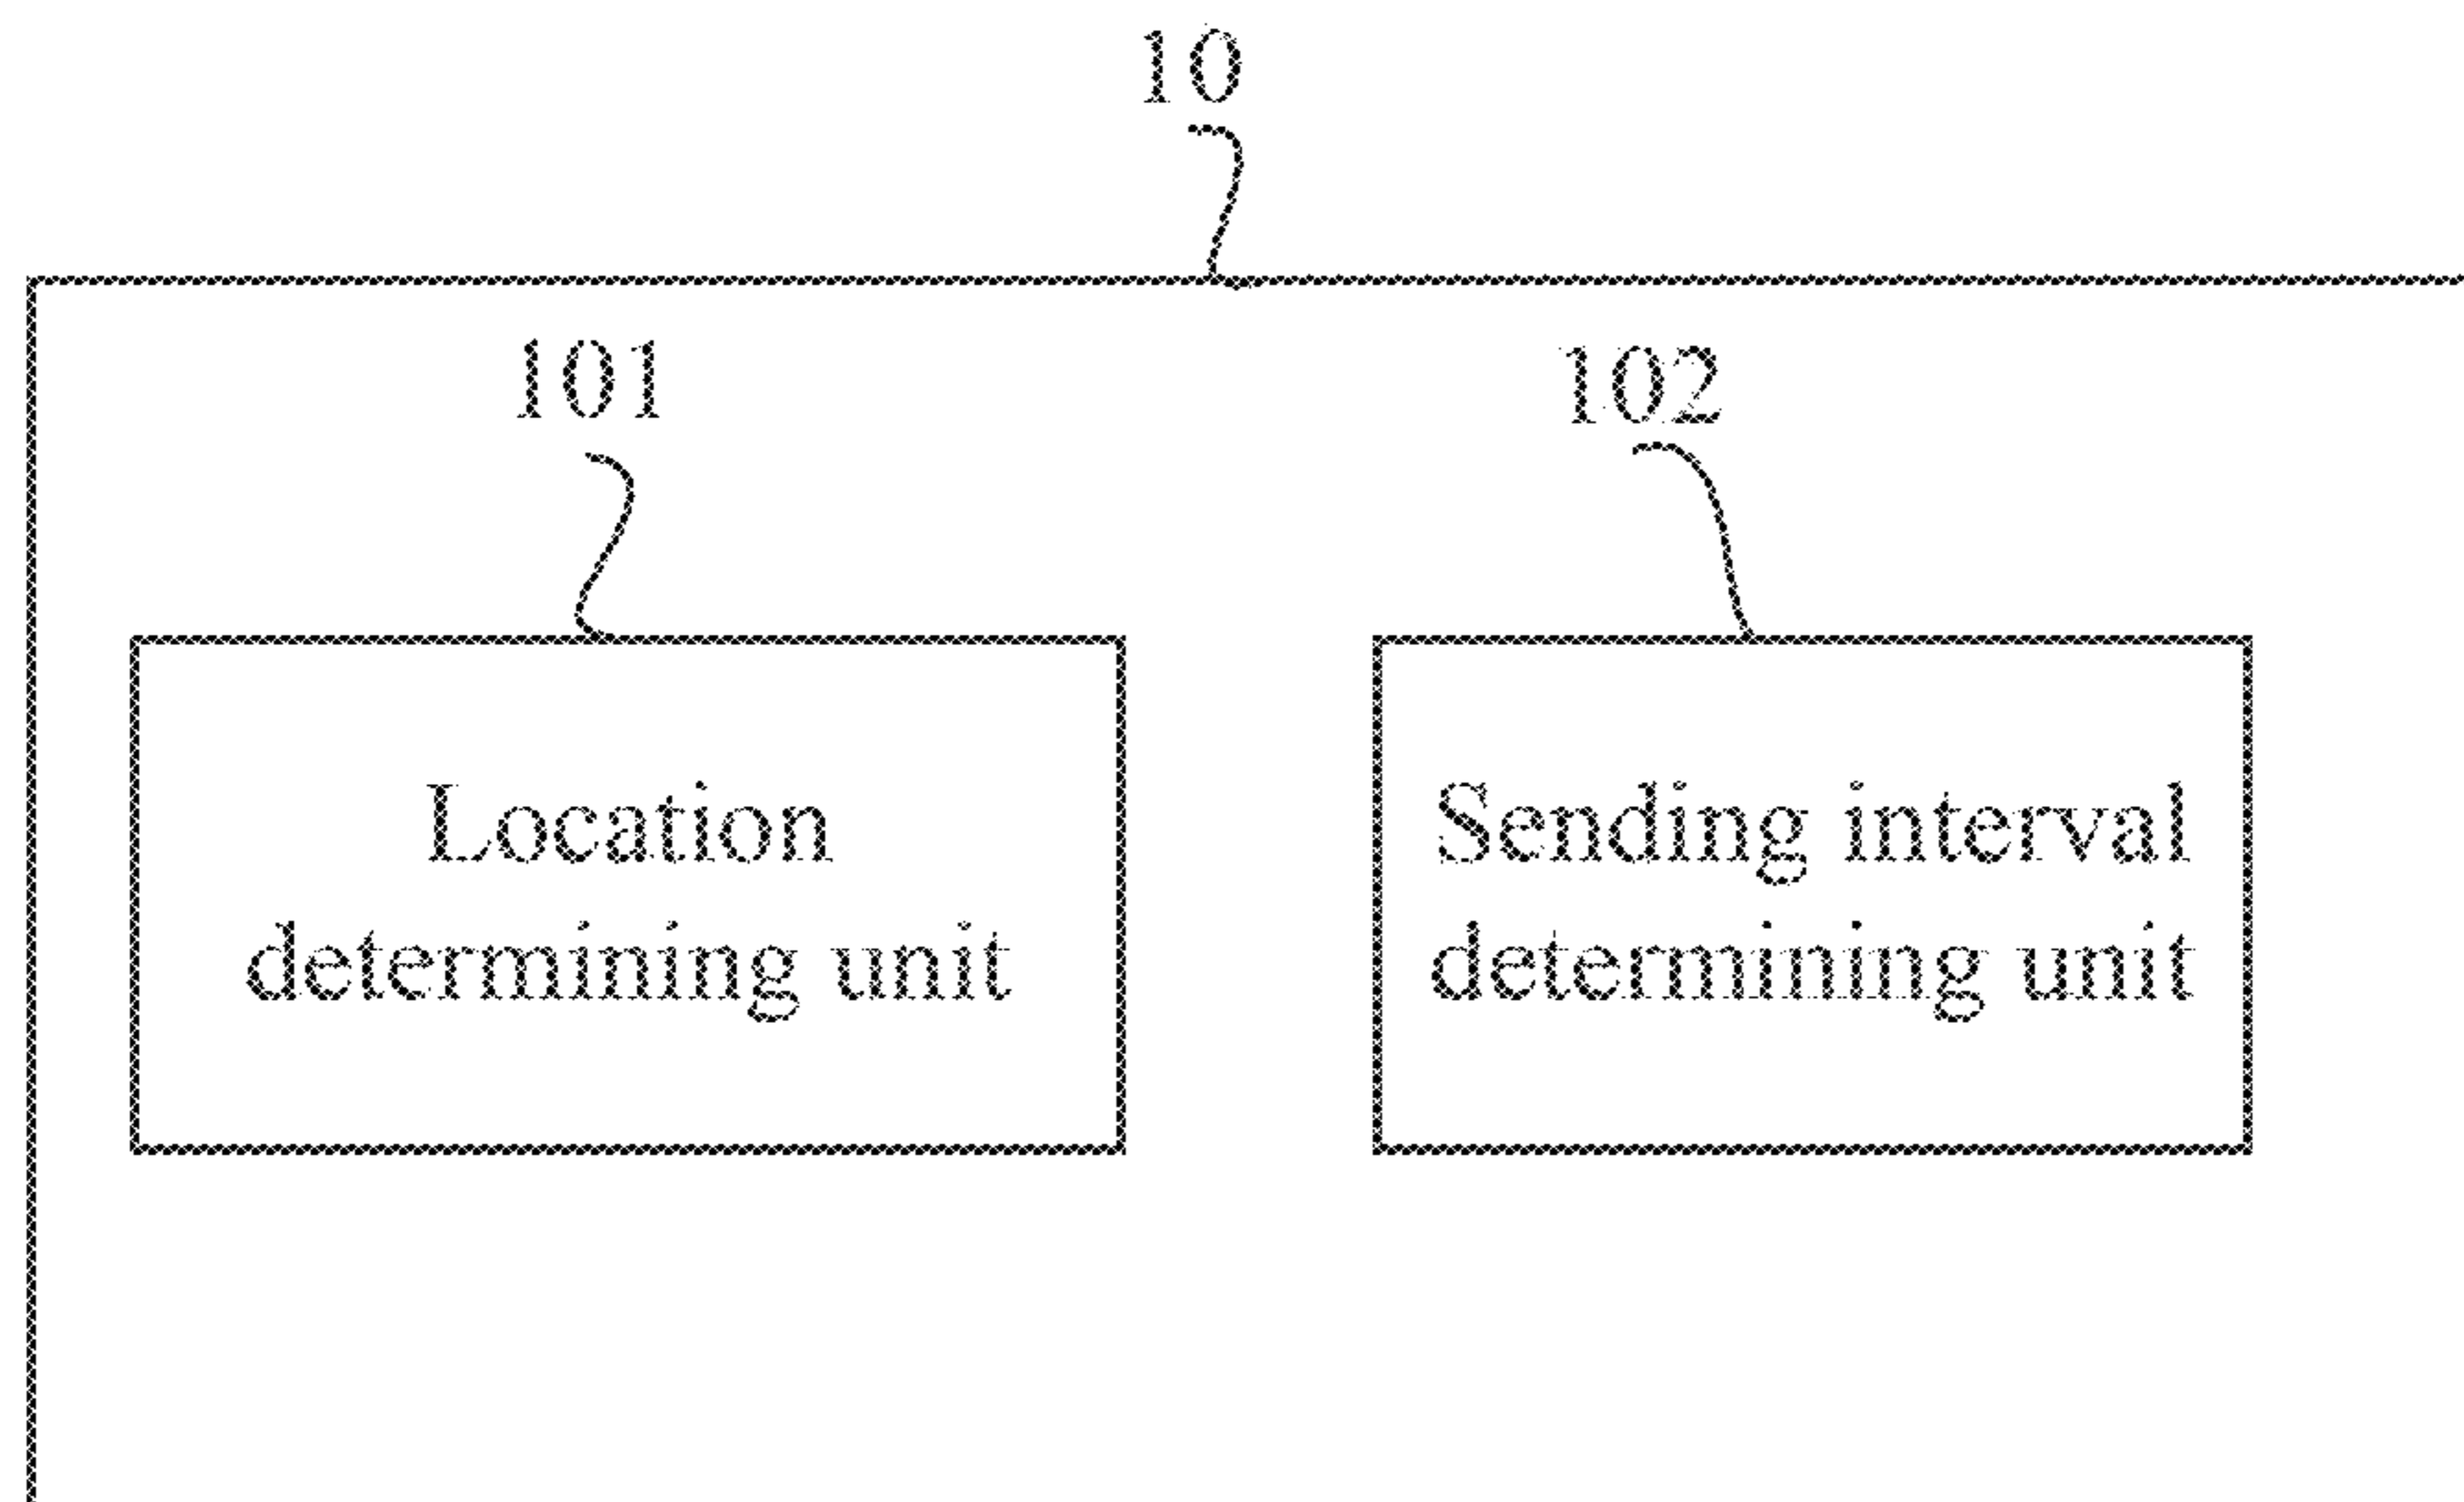 10
101
102
Location
determining unit
Sending interval
determining unit